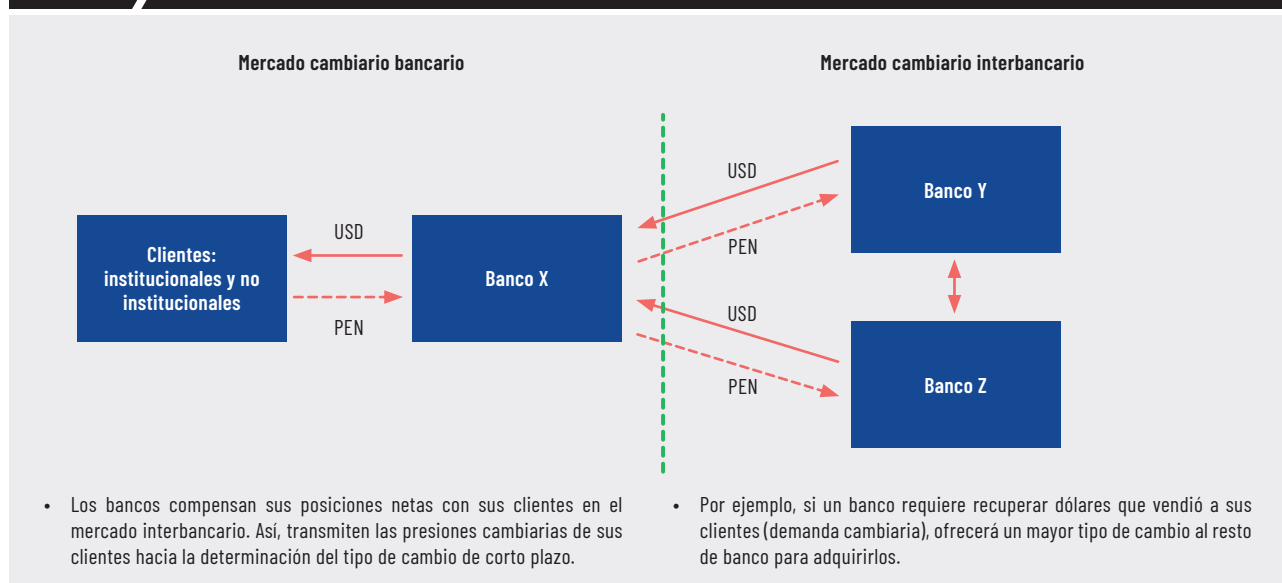 Mercado cambiario bancario
Mercado cambiario interbancario
USD
PEN
Clientes:
institucionales y no
institucionales
Banco X
USD
PEN
USD
PEN
Banco Y
Banco Z
• Los bancos compensan sus posiciones netas con sus clientes en el
mercado interbancario. Así, transmiten las presiones cambiarias de sus
clientes hacia la determinación del tipo de cambio de corto plazo.
• Por ejemplo, si un banco requiere recuperar dólares que vendió a sus
clientes (demanda cambiaria), ofrecerá un mayor tipo de cambio al resto
de banco para adquirirlos.